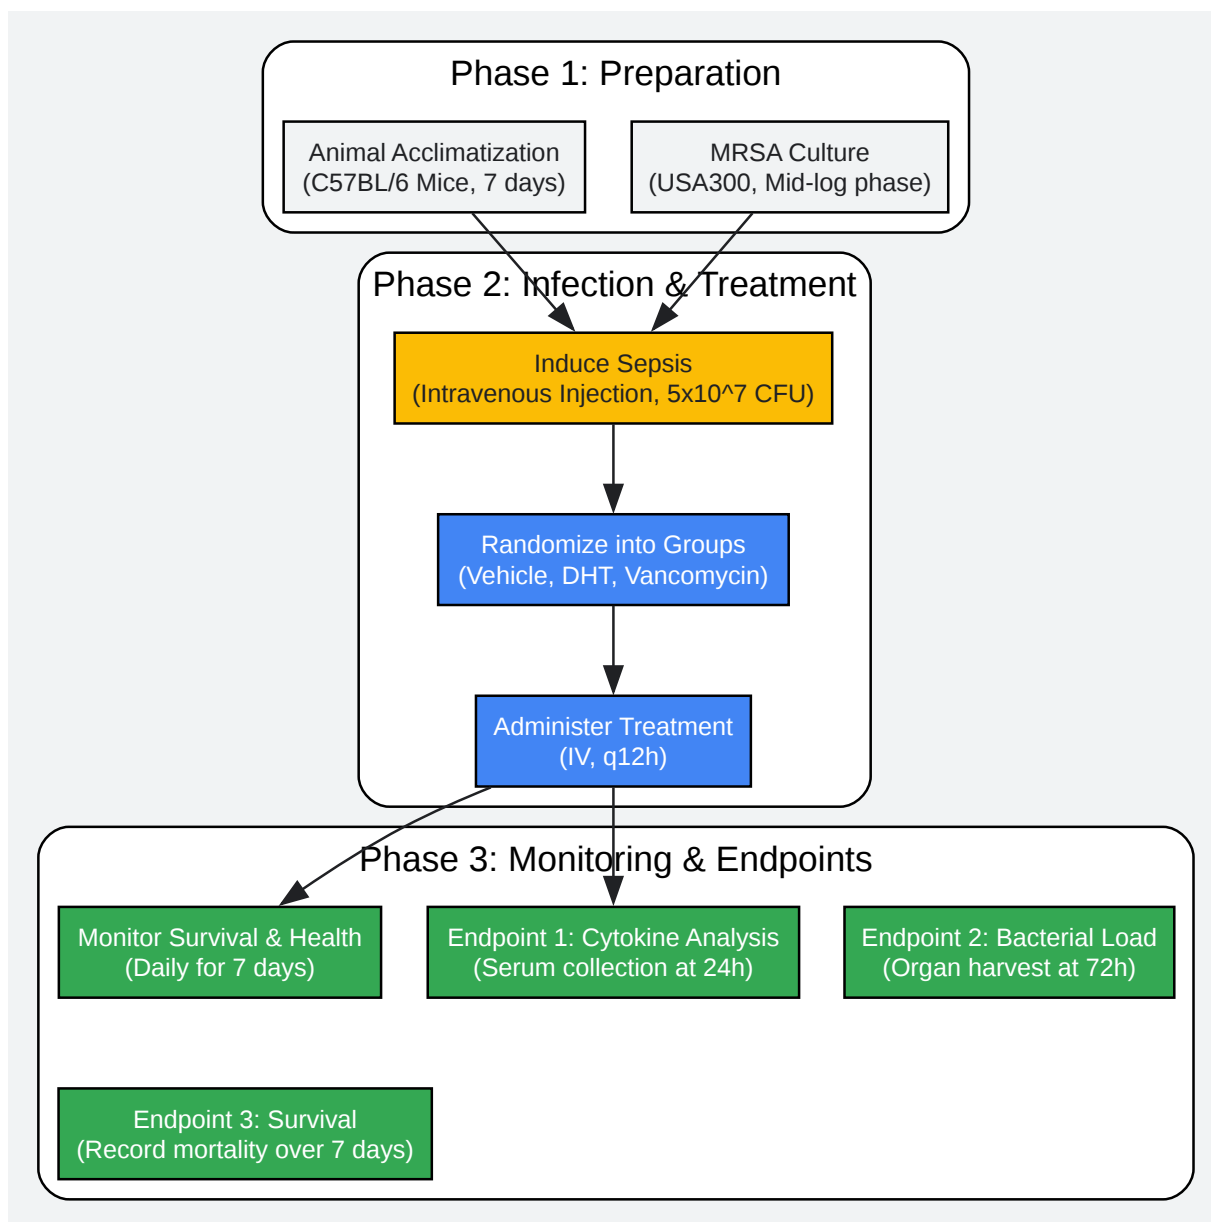 Phase 1: Preparation
Animal Acclimatization
(C57BL/6 Mice, 7 days)
MRSA Culture
(USA300, Mid-log phase)
Phase 2: Infection & Treatment
Induce Sepsis
(Intravenous Injection, 5x10^7 CFU)
Randomize into Groups
(Vehicle, DHT, Vancomycin)
Administer Treatment
(IV, q12h)
Phase 3: Monitoring & Endpoints
Monitor Survival & Health
(Daily for 7 days)
Endpoint 1: Cytokine Analysis
(Serum collection at 24h)
Endpoint 2: Bacterial Load
(Organ harvest at 72h)
Endpoint 3: Survival
(Record mortality over 7 days)